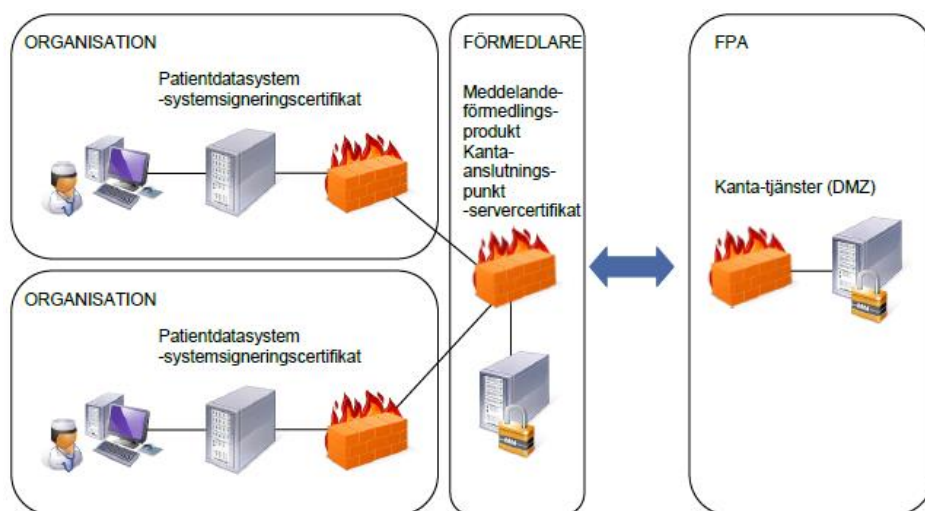 ORGANISATION
Patientdatasystem
-systemsigneringscertifikat
ORGANISATION
Patientdatasystem
-systemsigneringscertifikat
FÖRMEDLARE
Meddelande-
förmedlings-
produkt
Kanta-
anslutnings-
punkt
-servercertifikat
FPA
Kanta-tjänster (DMZ)